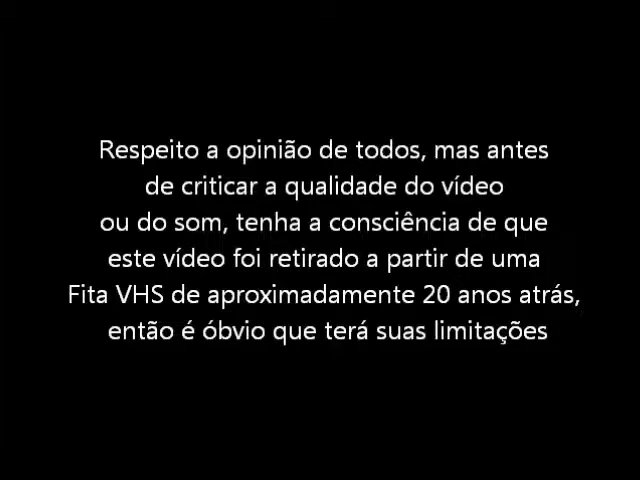 Respeito a opinião de todos, mas antes
de criticar a qualidade do vídeo
ou do som, tenha a consciência de que
este vídeo foi retirado a partir de uma
Fita VHS de aproximadamente 20 anos atrás,
então é óbvio que terá suas limitações